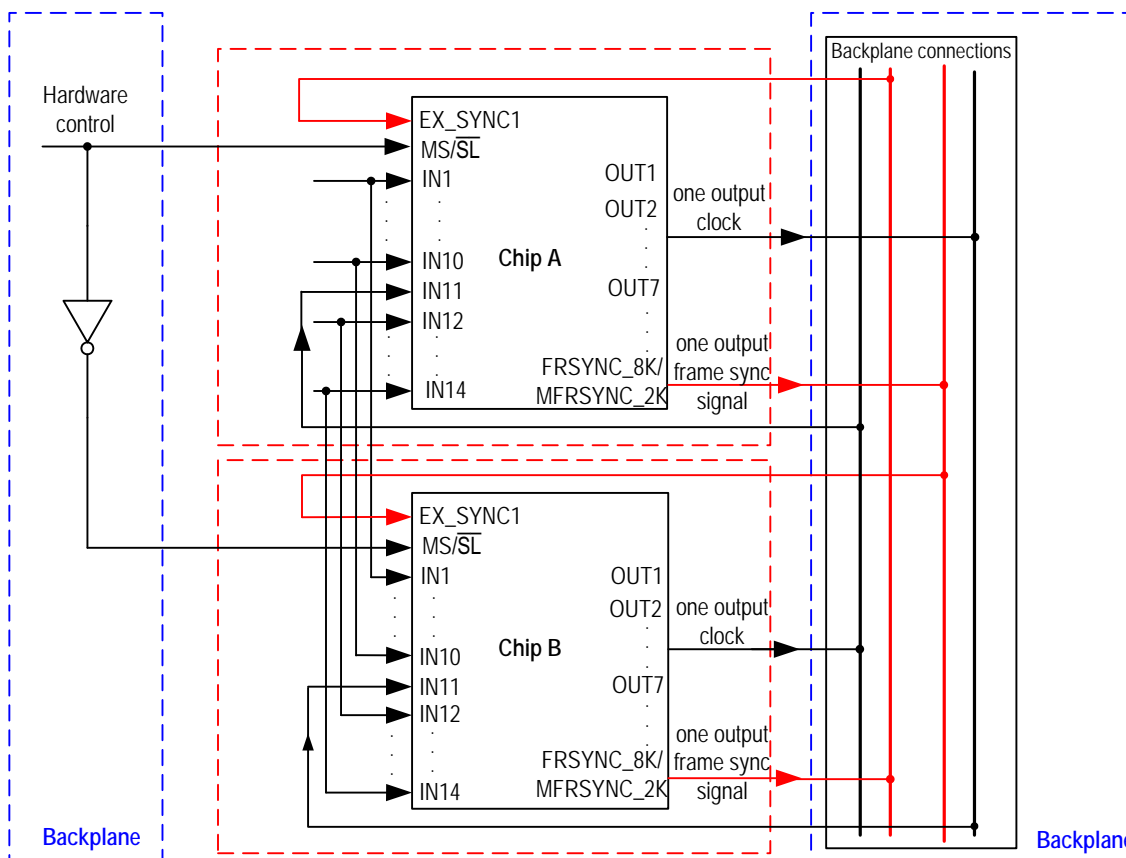 Backplane connections
Hardware
control
EX_SYNC1
MS/S̅L̅
IN1
IN10
IN11
IN12
IN14
Chip A
OUT1
OUT2
OUT7
FRSYNC_8K/
MFRSYNC_2K
one output
clock
one output
frame sync
signal
EX_SYNC1
MS/S̅L̅
IN1
IN10
IN11
IN12
IN14
Chip B
OUT1
OUT2
OUT7
FRSYNC_8K/
MFRSYNC_2K
one output
clock
one output
frame sync
signal
Backplane
Backplane